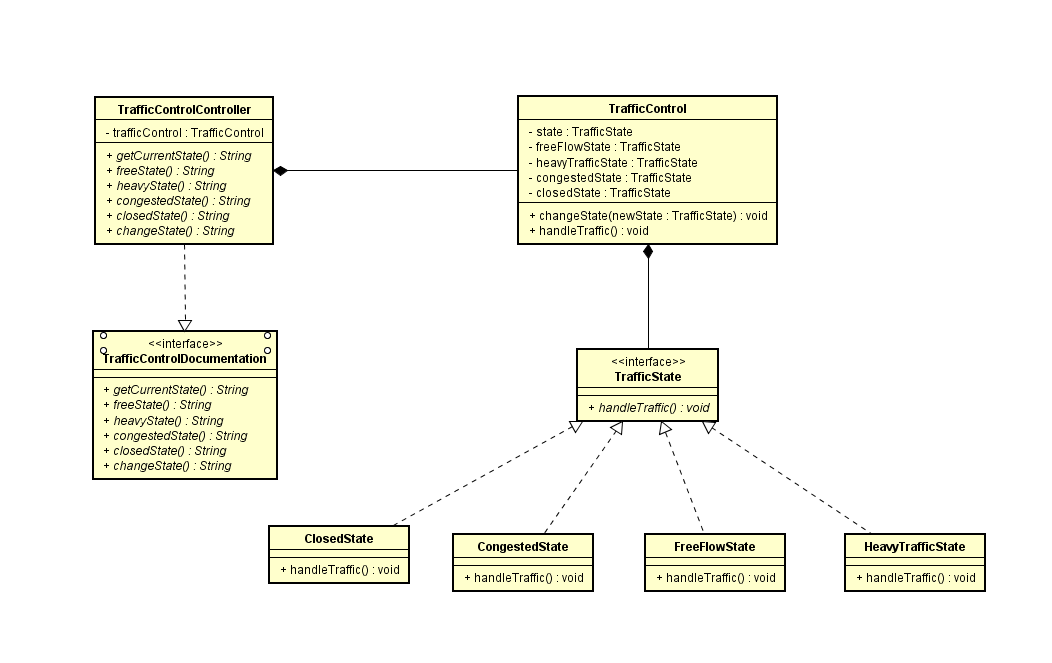 TrafficControlController
- trafficControl : TrafficControl
+ getCurrentState() : String
+ freeState() : String
+ heavyState() : String
+ congestedState() : String
+ closedState() : String
+ changeState() : String
TrafficControl
- state : TrafficState
- freeFlowState : TrafficState
- heavyTrafficState : TrafficState
- congestedState : TrafficState
- closedState : TrafficState
+ changeState(newState : TrafficState) : void
+ handleTraffic() : void
<<interface>>
TrafficControlDocumentation
+ getCurrentState() : String
+ freeState() : String
+ heavyState() : String
+ congestedState() : String
+ closedState() : String
+ changeState() : String
<<interface>>
TrafficState
+ handleTraffic() : void
ClosedState
+ handleTraffic() : void
CongestedState
+ handleTraffic() : void
FreeFlowState
+ handleTraffic() : void
HeavyTrafficState
+ handleTraffic() : void